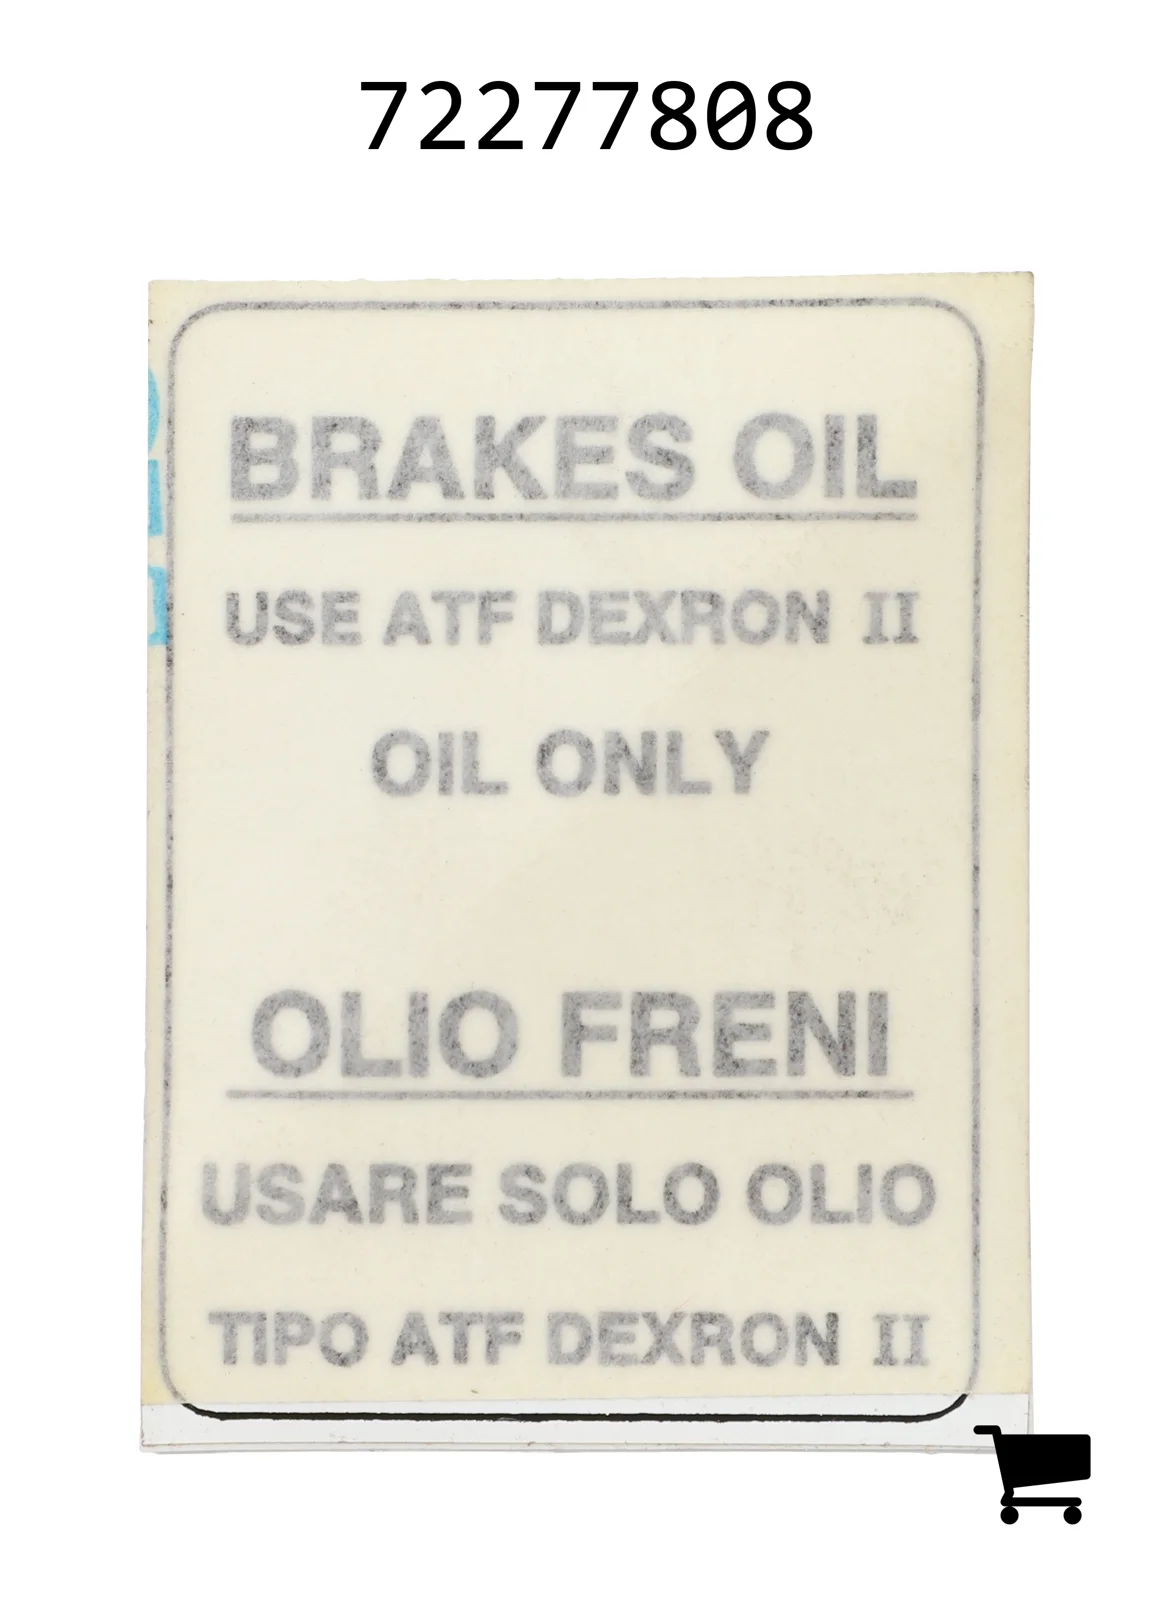 72277808
BRAKES OIL
USE ATF DEXRON II
OIL ONLY
OLIO FRENI
USARE SOLO OLIO
TIPO ATF DEXRON II